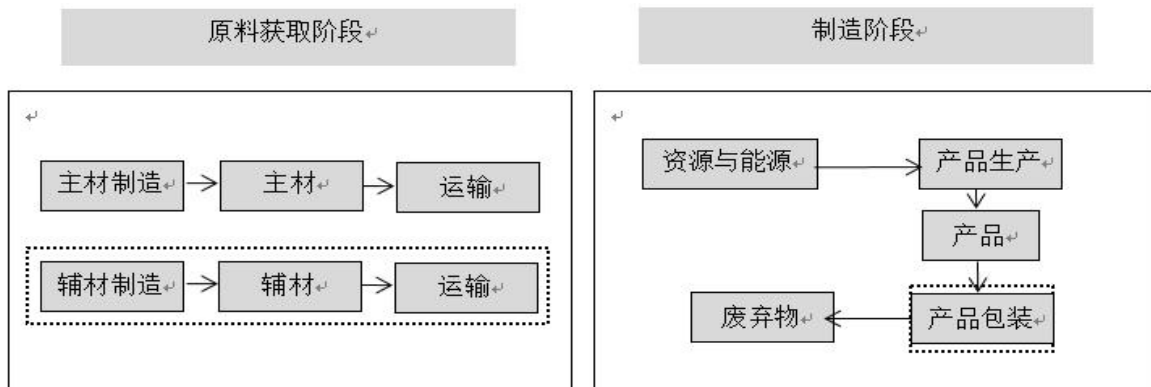 原料获取阶段
制造阶段
主材制造
主材
运输
辅材制造
辅材
运输
资源与能源
产品生产
产品
产品包装
废弃物